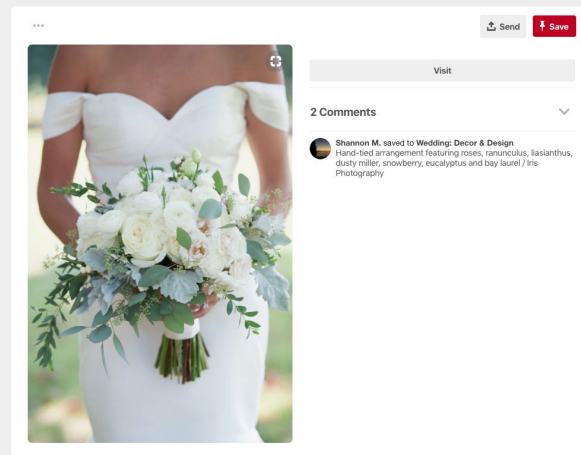 Send
Save
Visit
2 Comments
Shannon M. saved to Wedding: Decor & Design
Hand-tied arrangement featuring roses, ranunculus, liasianthus,
dusty miller, snowberry, eucalyptus and bay laurel / Iris
Photography